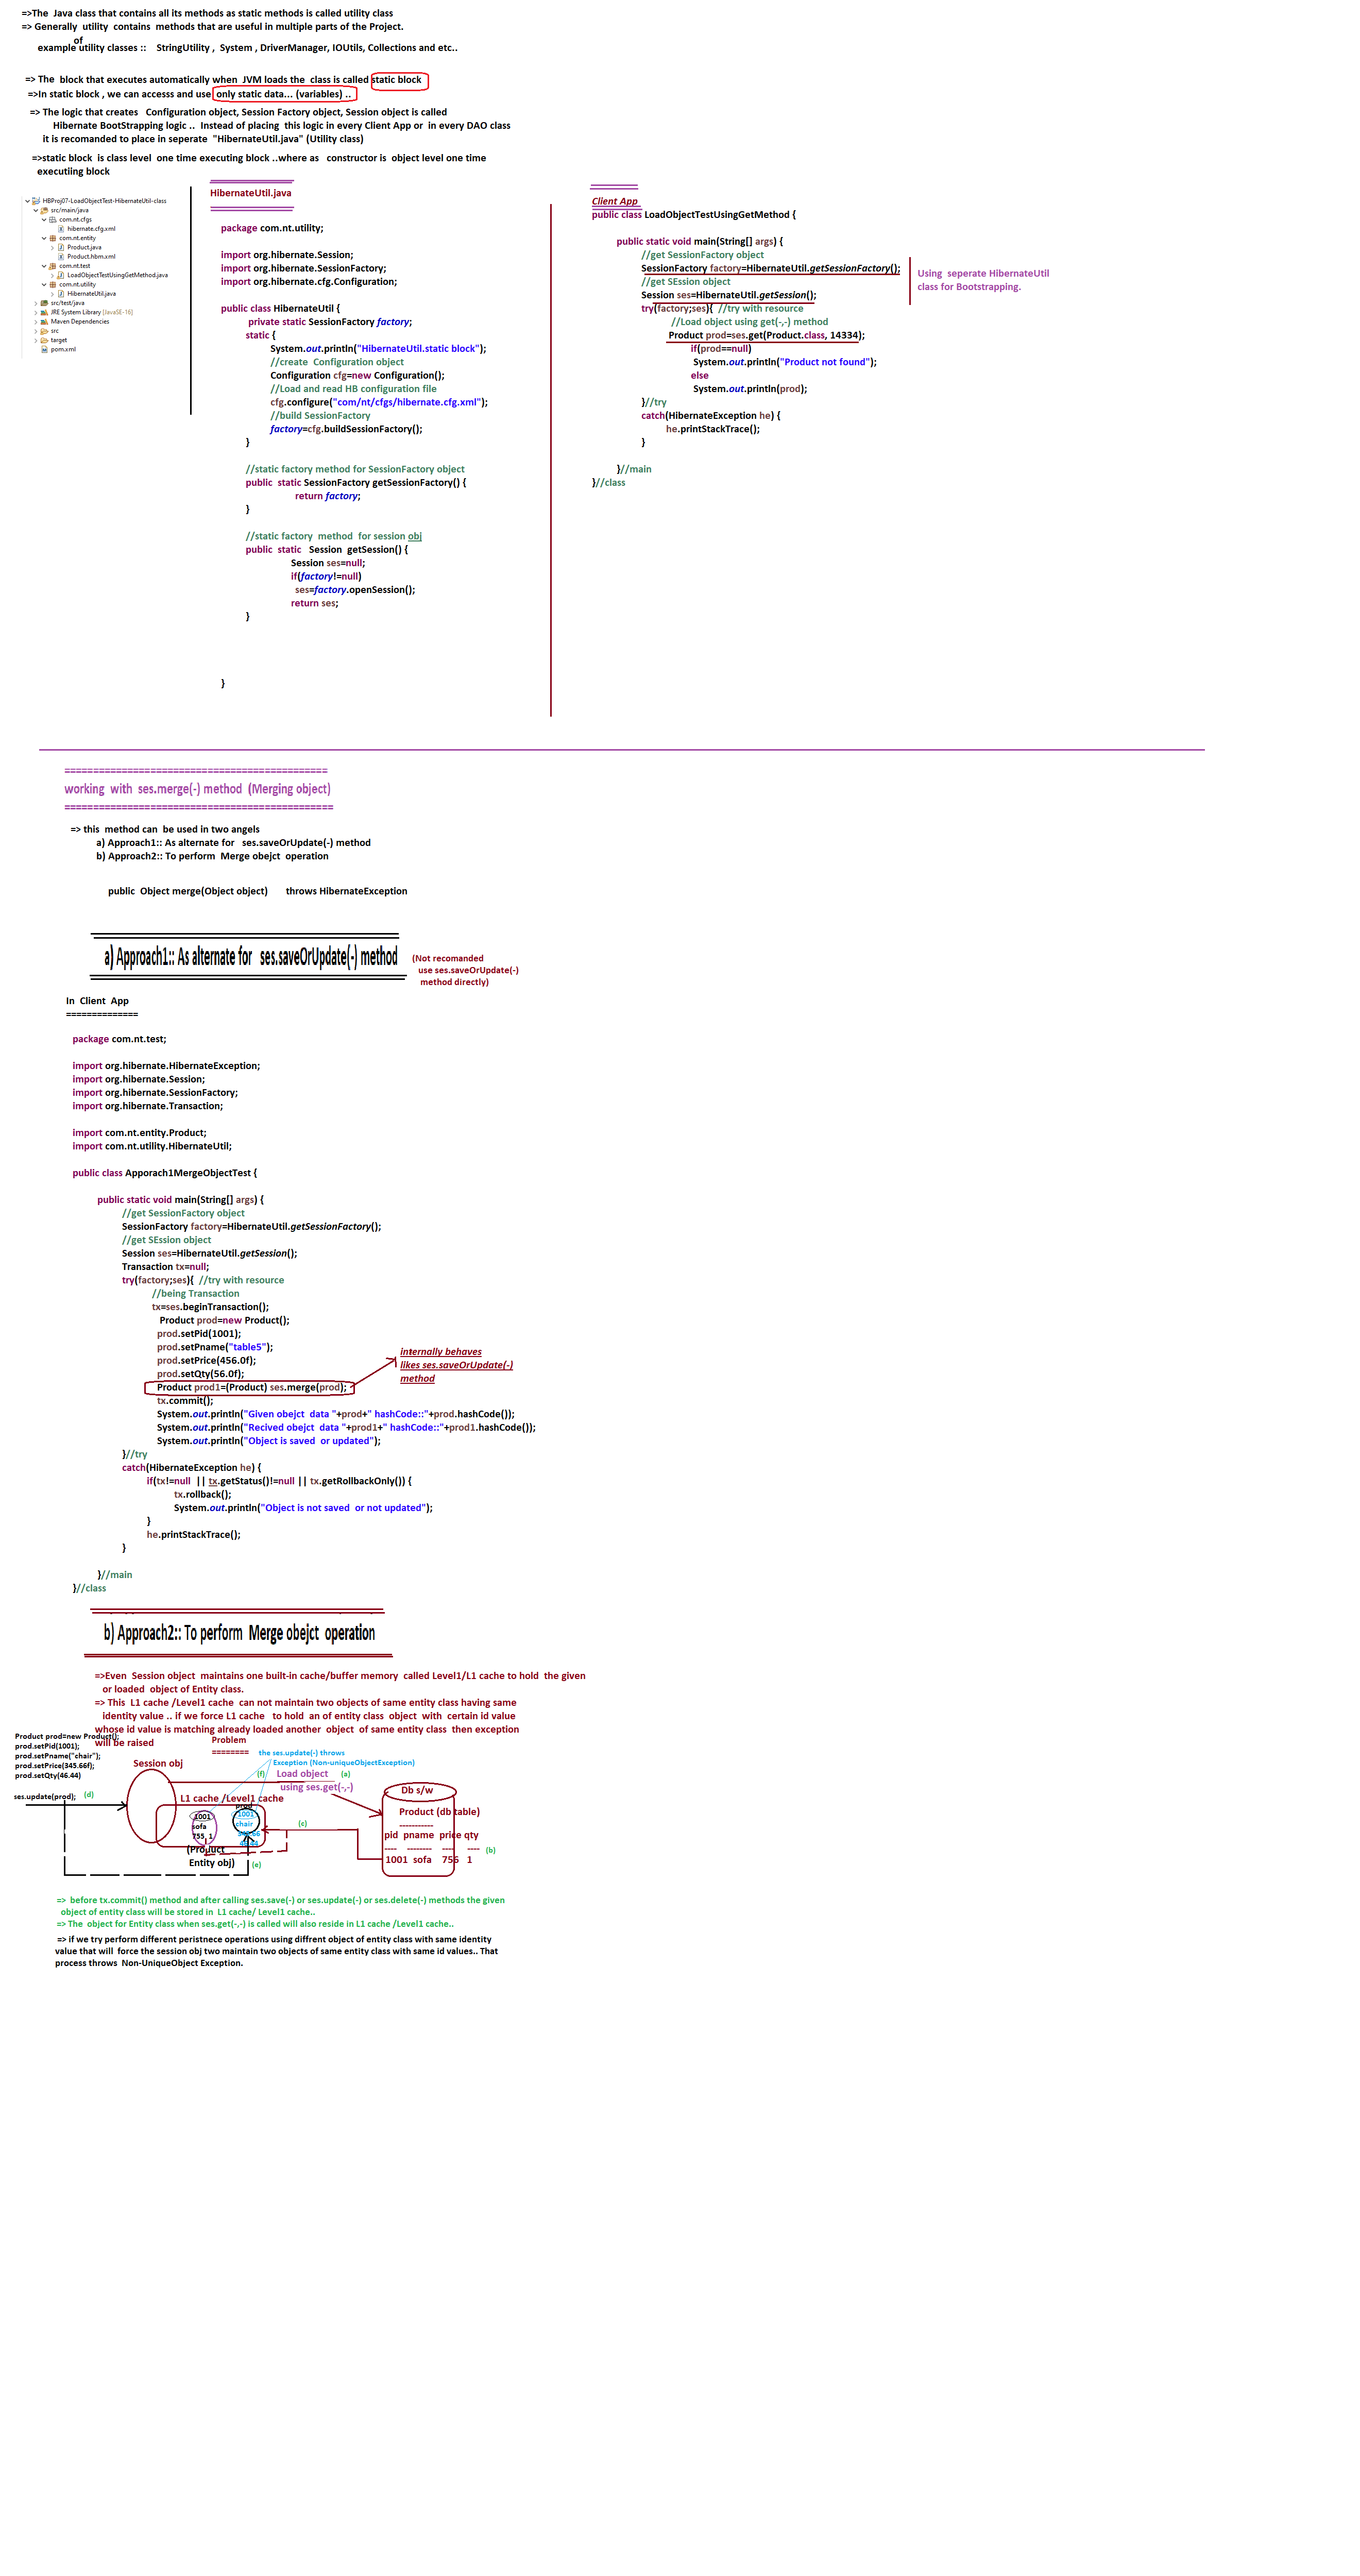 =>The  Java class that contains all its methods as static methods is called utility class
=> Generally  utility  contains  methods that are useful in multiple parts of the Project.
of
example utility classes ::    StringUtility ,  System , DriverManager, IOUtils, Collections and etc..
=> The  block that executes automatically when  JVM loads the  class is called static block
=>In static block , we can accesss and use  only static data... (variables) ..
=> The logic that creates   Configuration object, Session Factory object, Session object is called
Hibernate BootStrapping logic ..  Instead of placing  this logic in every Client App or  in every DAO class
it is recomanded to place in seperate  "HibernateUtil.java" (Utility class)
=>static block  is class level  one time executing block ..where as   constructor is  object level one time
executiing block
HBProj07-LoadObjectTest-HibernateUtil-class
src/main/java
com.nt.cfgs
hibernate.cfg.xml
com.nt.entity
Product.java
Product.hbm.xml
com.nt.test
LoadObjectTestUsingGetMethod.java
com.nt.utility
HibernateUtil.java
src/test/java
JRE System Library [JavaSE-16]
Maven Dependencies
src
target
pom.xml
HibernateUtil.java
package com.nt.utility;
import org.hibernate.Session;
import org.hibernate.SessionFactory;
import org.hibernate.cfg.Configuration;
public class HibernateUtil {
private static SessionFactory factory;
static {
System.out.println("HibernateUtil.static block");
//create  Configuration object
Configuration cfg=new Configuration();
//Load and read HB configuration file
cfg.configure("com/nt/cfgs/hibernate.cfg.xml");
//build SessionFactory
factory=cfg.buildSessionFactory();
}
//static factory method for SessionFactory object
public  static SessionFactory getSessionFactory() {
return factory;
}
//static factory  method  for session obj
public  static   Session  getSession() {
Session ses=null;
if(factory!=null)
ses=factory.openSession();
return ses;
}
}
Client App
public class LoadObjectTestUsingGetMethod {
public static void main(String[] args) {
//get SessionFactory object
SessionFactory factory=HibernateUtil.getSessionFactory();
//get SEssion object
Session ses=HibernateUtil.getSession();
try(factory;ses){  //try with resource
//Load object using get(-,-) method
Product prod=ses.get(Product.class, 14334);
if(prod==null)
System.out.println("Product not found");
else
System.out.println(prod);
}//try
catch(HibernateException he) {
he.printStackTrace();
}
}//main
}//class
Using  seperate HibernateUtil
class for Bootstrapping.
=============================================
working  with  ses.merge(-) method  (Merging object)
==============================================
=> this  method can  be used in two angels
a) Approach1:: As alternate for   ses.saveOrUpdate(-) method
b) Approach2:: To perform  Merge obejct  operation
public  Object merge(Object object)       throws HibernateException
a) Approach1:: As alternate for   ses.saveOrUpdate(-) method
(Not recomanded
use ses.saveOrUpdate(-)
method directly)
In  Client  App
==============
package com.nt.test;
import org.hibernate.HibernateException;
import org.hibernate.Session;
import org.hibernate.SessionFactory;
import org.hibernate.Transaction;
import com.nt.entity.Product;
import com.nt.utility.HibernateUtil;
public class Apporach1MergeObjectTest {
public static void main(String[] args) {
//get SessionFactory object
SessionFactory factory=HibernateUtil.getSessionFactory();
//get SEssion object
Session ses=HibernateUtil.getSession();
Transaction tx=null;
try(factory;ses){  //try with resource
//being Transaction
tx=ses.beginTransaction();
Product prod=new Product();
prod.setPid(1001);
prod.setPname("table5");
prod.setPrice(456.0f);
prod.setQty(56.0f);
Product prod1=(Product) ses.merge(prod);
tx.commit();
System.out.println("Given obejct  data "+prod+" hashCode::"+prod.hashCode());
System.out.println("Recived obejct  data "+prod1+" hashCode::"+prod1.hashCode());
System.out.println("Object is saved  or updated");
}//try
catch(HibernateException he) {
if(tx!=null  || tx.getStatus()!=null || tx.getRollbackOnly()) {
tx.rollback();
System.out.println("Object is not saved  or not updated");
}
he.printStackTrace();
}
}//main
}//class
internally behaves
likes ses.saveOrUpdate(-)
method
b) Approach2:: To perform  Merge obejct  operation
=>Even  Session object  maintains one built-in cache/buffer memory  called Level1/L1 cache to hold  the given
or loaded  object of Entity class.
=> This  L1 cache /Level1 cache  can not maintain two objects of same entity class having same
identity value .. if we force L1 cache   to hold  an of entity class  object  with  certain id value
whose id value is matching already loaded another  object  of same entity class  then exception
will be raised
Product prod=new Product();
prod.setPid(1001);
prod.setPname("chair");
prod.setPrice(345.66f);
prod.setQty(46.44)
ses.update(prod);   (d)
Problem
========
the ses.update(-) throws
Exception (Non-uniqueObjectException)
Session obj
(f)
Load object
(a)
using ses.get(-,-)
L1 cache /Level1 cache
prod
1001
sofa
755  1
1001
chair
345.66
46.44
(c)
(Product
Entity obj)
(e)
Db s/w
Product (db table)
-----------
pid  pname  price qty
----    --------   ----    ----
1001  sofa   756   1
(b)
=>  before tx.commit() method and after calling ses.save(-) or ses.update(-) or ses.delete(-) methods the given
object of entity class will be stored in  L1 cache/ Level1 cache..
=> The  object for Entity class when ses.get(-,-) is called will also reside in L1 cache /Level1 cache..
=> if we try perform different peristnece operations using diffrent object of entity class with same identity
value that will  force the session obj two maintain two objects of same entity class with same id values.. That
process throws  Non-UniqueObject Exception.